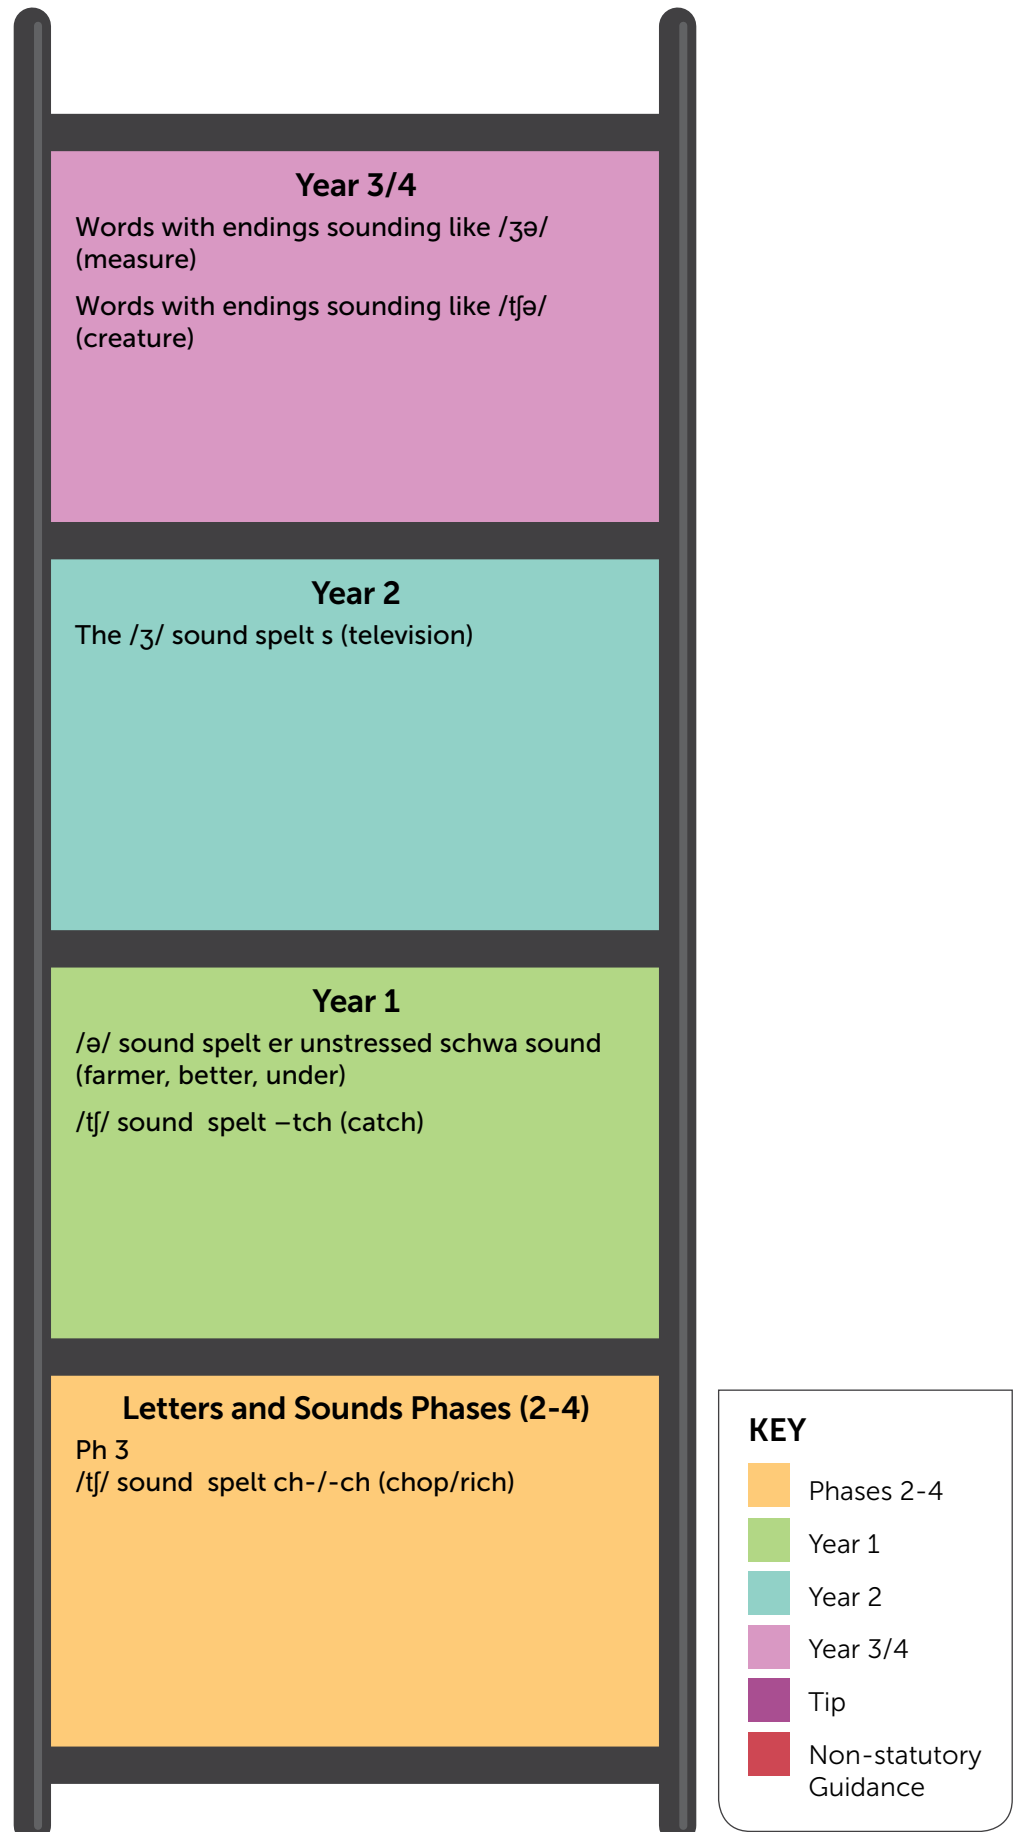 Year 3/4
Words with endings sounding like /ʒə/
(measure)
Words with endings sounding like /tʃə/
(creature)
Year 2
The /ʒ/ sound spelt s (television)
Year 1
/ə/ sound spelt er unstressed schwa sound
(farmer, better, under)
/tʃ/ sound  spelt –tch (catch)
Letters and Sounds Phases (2-4)
Ph 3
/tʃ/ sound  spelt ch-/-ch (chop/rich)
KEY
Phases 2-4
Year 1
Year 2
Year 3/4
Tip
Non-statutory
Guidance